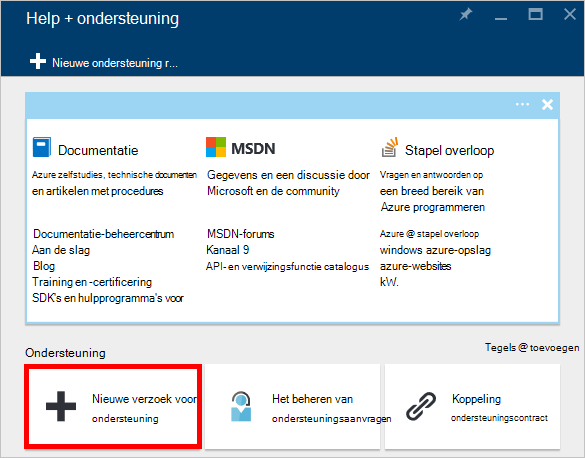 Help + ondersteuning
Nieuwe ondersteuning r...
Documentatie
Azure zelfstudies, technische documenten
en artikelen met procedures
Documentatie-beheercentrum
Aan de slag
Blog
Training en -certificering
SDK's en hulpprogramma's voor
MSDN
Gegevens en een discussie door
Microsoft en de community
MSDN-forums
Kanaal 9
API- en verwijzingsfunctie catalogus
Stapel overloop
Vragen en antwoorden op
een breed bereik van
Azure programmeren
Azure @ stapel overloop
windows azure-opslag
azure-websites
kW.
Ondersteuning
Tegels @ toevoegen
Nieuwe verzoek voor
ondersteuning
Het beheren van
ondersteuningsaanvragen
Koppeling
ondersteuningscontract